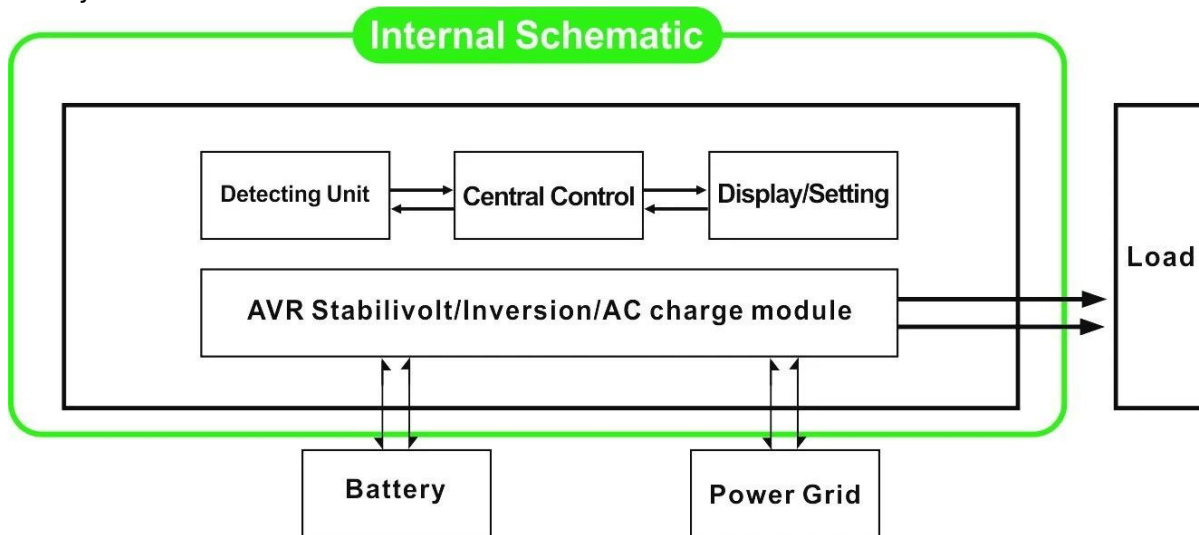 Internal Schematic
Detecting Unit
Central Control
Display/Setting
Load
AVR Stabilivolt/Inversion/AC charge module
Battery
Power Grid